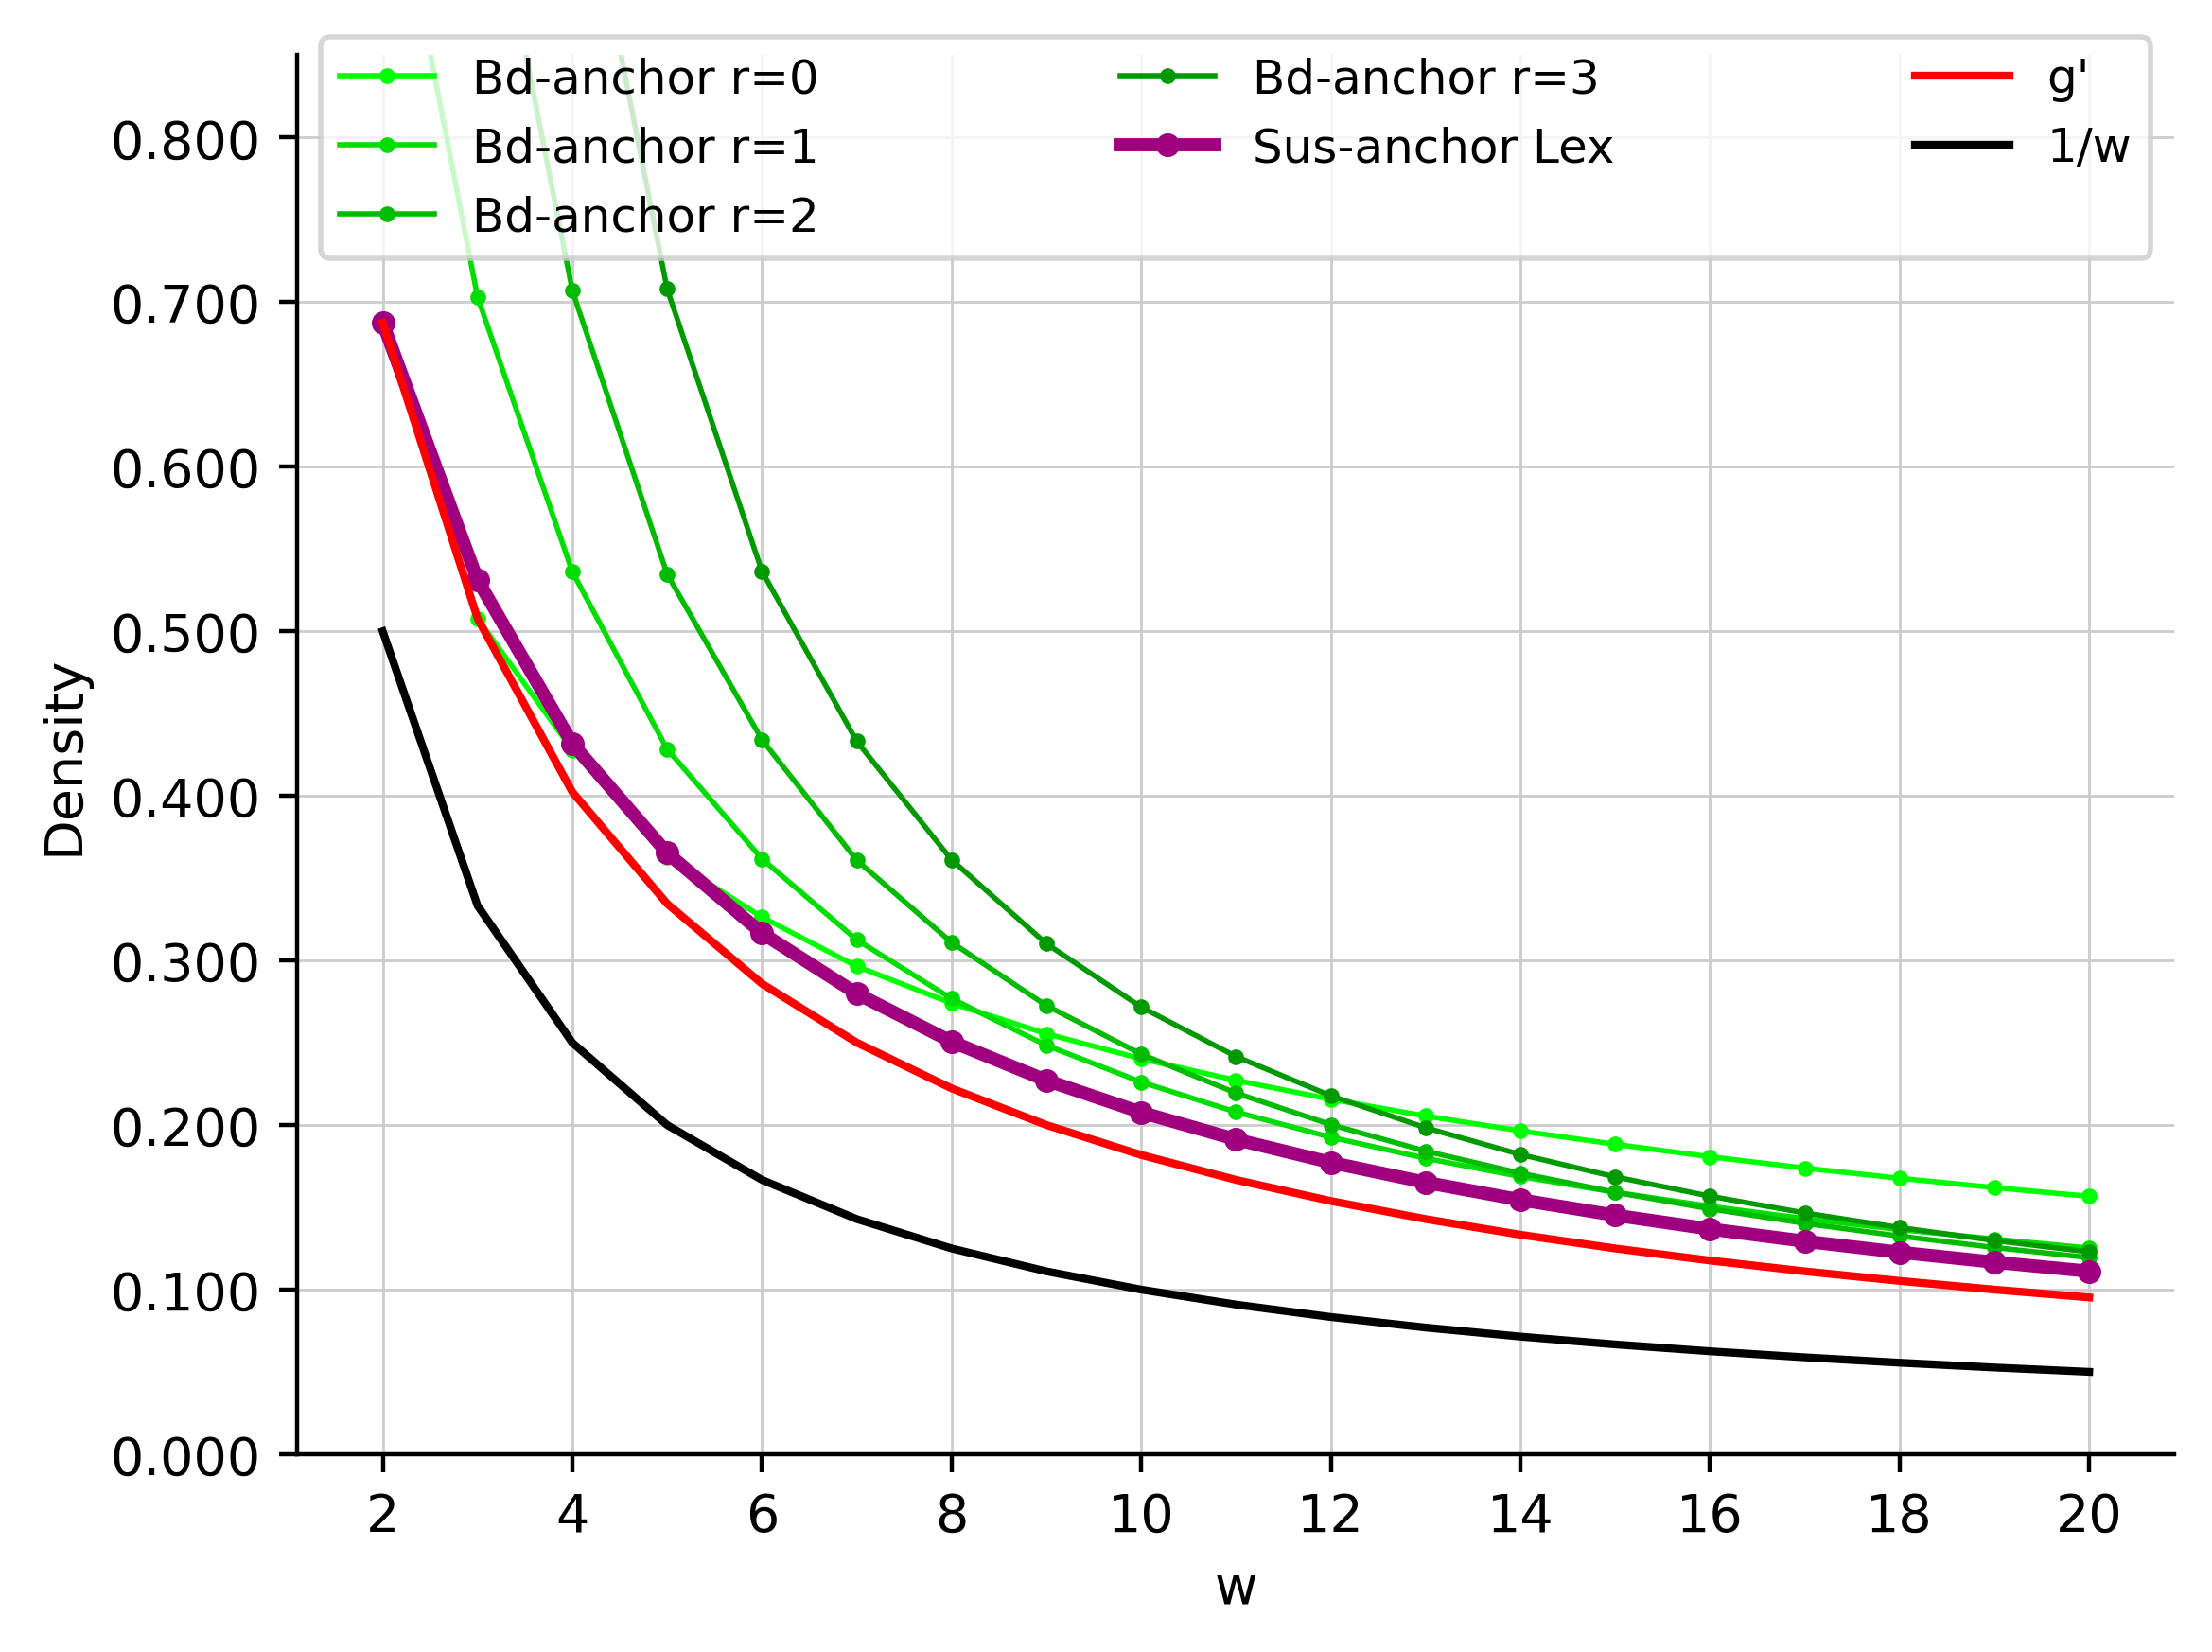 Bd-anchor r=0
Bd-anchor r=1
Bd-anchor r=2
Bd-anchor r=3
Sus-anchor Lex
g'
1/w
Density
0.800
0.700
0.600
0.500
0.400
0.300
0.200
0.100
0.000
2 4 6 8 10 12 14 16 18 20
w